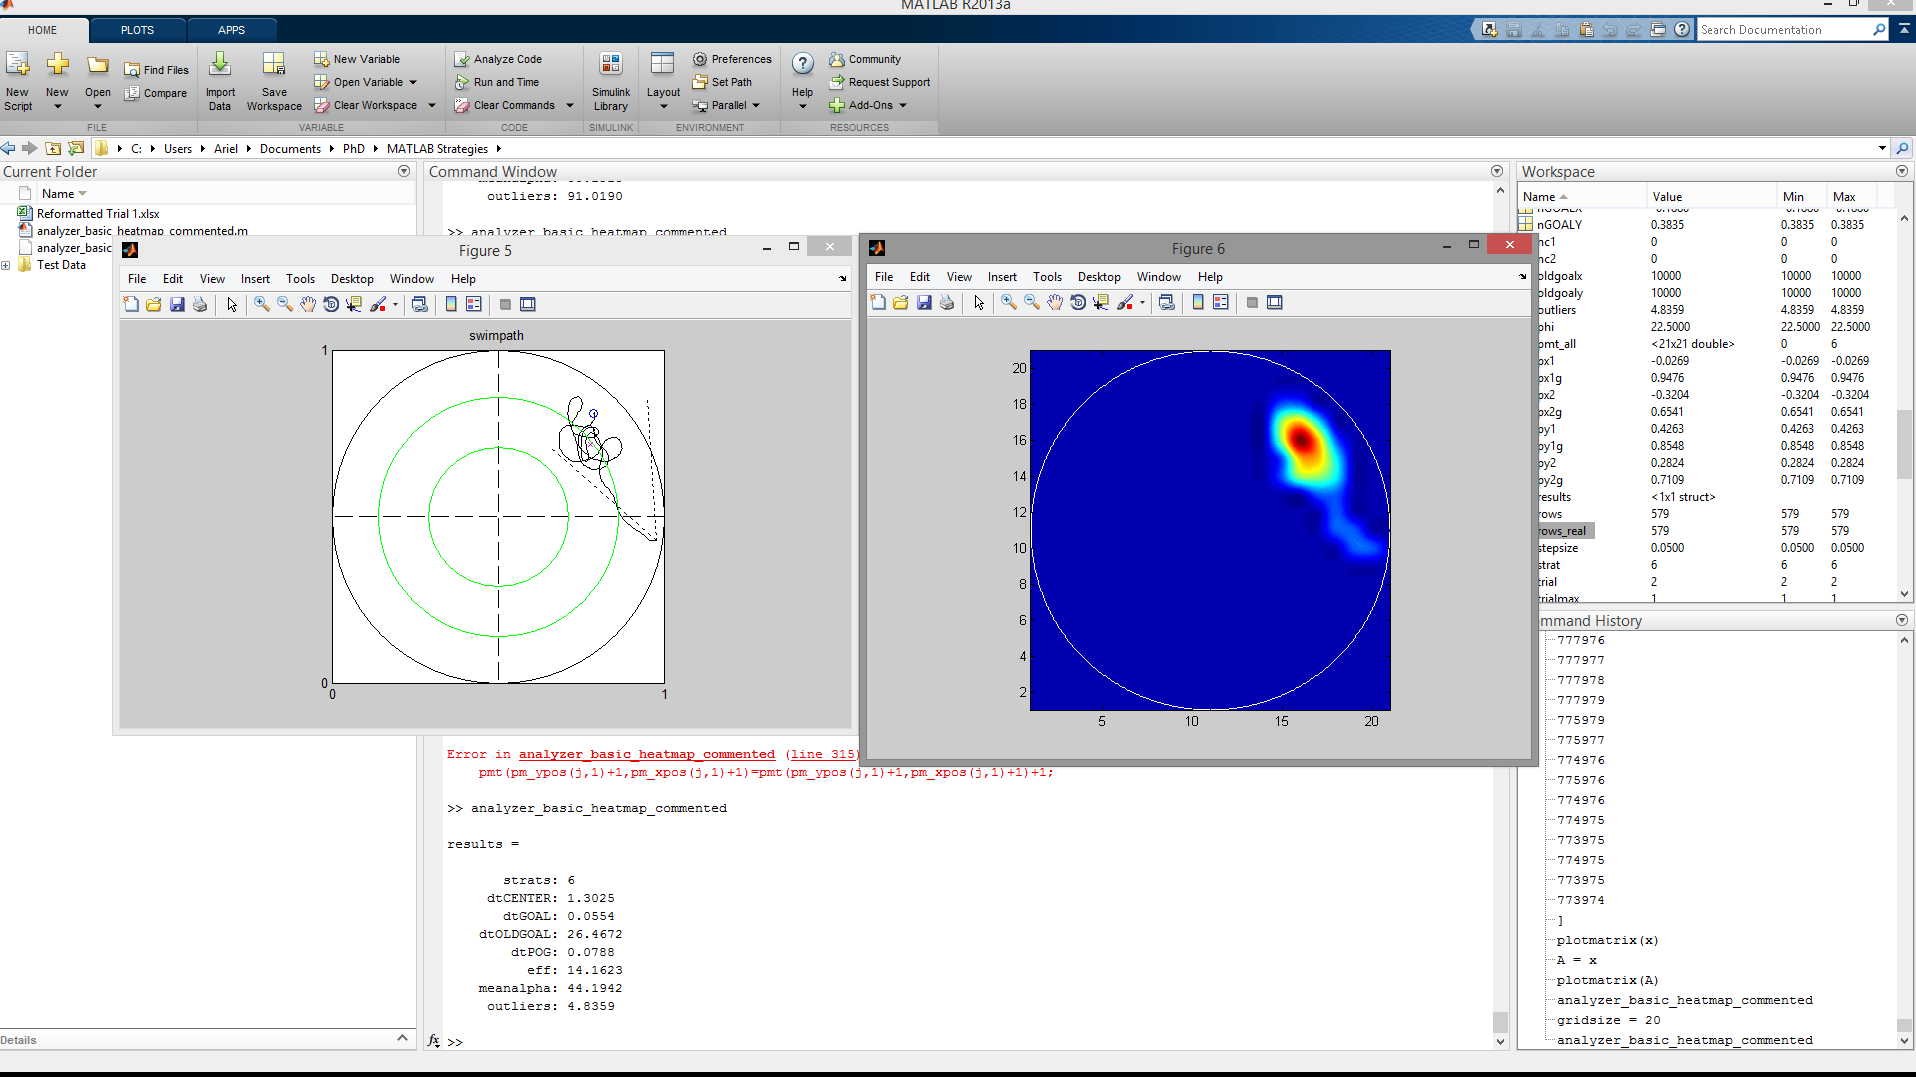 MATLAB R2013a
HOME PLOTS APPS
Search Documentation
New Script
New
Open
Find Files
Compare
Import Data
Save Workspace
New Variable
Open Variable
Clear Workspace
Analyze Code
Run and Time
Clear Commands
Simulink Library
Layout
Preferences
Set Path
Parallel
Help
Community
Request Support
Add-Ons
FILE VARIABLE CODE SIMULINK ENVIRONMENT RESOURCES
C: Users Ariel Documents PhD MATLAB Strategies
Current Folder
Name
Reformatted Trial 1.xlsx
analyzer_basic_heatmap_commented.m
analyzer_basic
Test Data
Details
Command Window
outliers: 91.0190
>> analyzer_basic_heatmap_commented
Figure 5
File Edit View Insert Tools Desktop Window Help
swimpath
1
0
0 1
Figure 6
File Edit View Insert Tools Desktop Window Help
20
18
16
14
12
10
8
6
4
2
5 10 15 20
Error in analyzer_basic_heatmap_commented (line 315)
pmt(pm_ypos(j,1)+1,pm_xpos(j,1)+1)=pmt(pm_ypos(j,1)+1,pm_xpos(j,1)+1)+1;
>> analyzer_basic_heatmap_commented
results =
strats: 6
dtCENTER: 1.3025
dtGOAL: 0.0554
dtOLDGOAL: 26.4672
dtPOG: 0.0788
eff: 14.1623
meanalpha: 44.1942
outliers: 4.8359
fx >>
Workspace
Name Value Min Max
nGOALY 0.3835 0.3835 0.3835
nc1 0 0 0
nc2 0 0 0
oldgoalx 10000 10000 10000
oldgoaly 10000 10000 10000
outliers 4.8359 4.8359 4.8359
phi 22.5000 22.5000 22.5000
pmt_all <21x21 double> 0 6
px1 -0.0269 -0.0269 -0.0269
px1g 0.9476 0.9476 0.9476
px2 -0.3204 -0.3204 -0.3204
px2g 0.6541 0.6541 0.6541
py1 0.4263 0.4263 0.4263
py1g 0.8548 0.8548 0.8548
py2 0.2824 0.2824 0.2824
py2g 0.7109 0.7109 0.7109
results <1x1 struct>
rows 579 579 579
rows_real 579 579 579
stepsize 0.0500 0.0500 0.0500
strat 6 6 6
trial 2 2 2
trialmax 1 1 1
mmand History
777976
777977
777978
777979
775979
775977
774976
775976
774976
774975
773975
774975
773975
773974
]
plotmatrix(x)
A = x
plotmatrix(A)
analyzer_basic_heatmap_commented
gridsize = 20
analyzer_basic_heatmap_commented